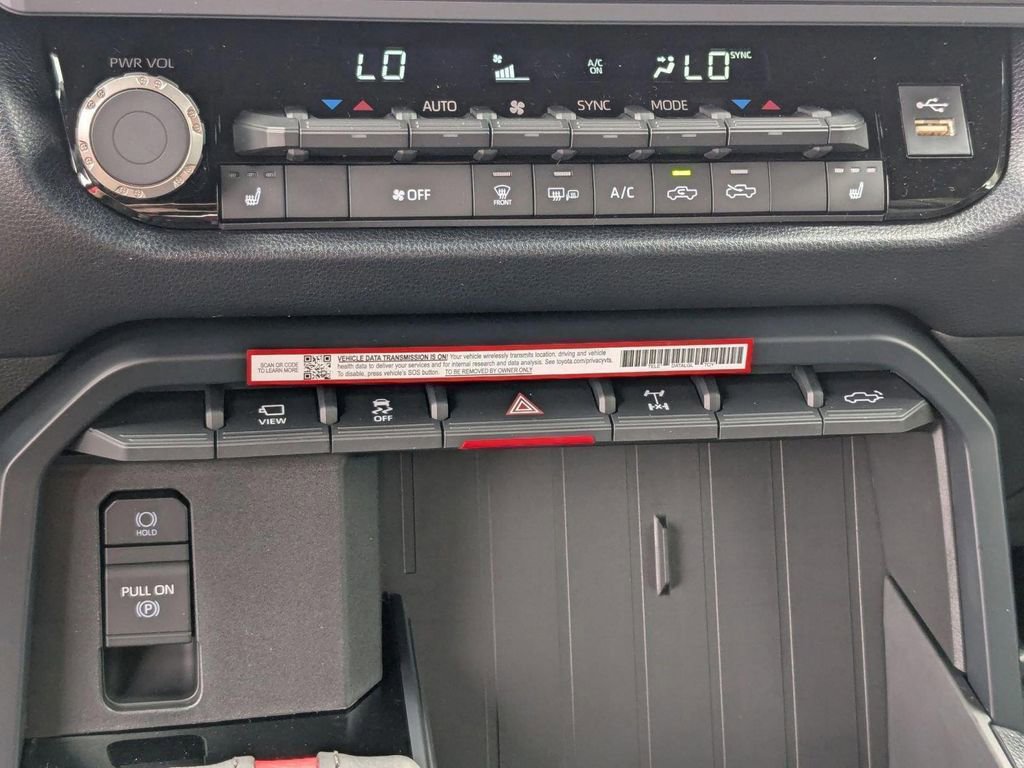 PWR VOL
LO
A/C
ON
LO
SYNC
AUTO
SYNC
MODE
OFF
FRONT
A/C
SCAN QR CODE
TO LEARN MORE
VEHICLE DATA TRANSMISSION IS ON! Your vehicle wirelessly transmits location, driving and vehicle
health data to deliver your services and for internal research and data analysis. See toyota.com/privacyvts.
To disable, press vehicle's SOS button. TO BE REMOVED BY OWNER ONLY
VIEW
OFF
HOLD
PULL ON
P